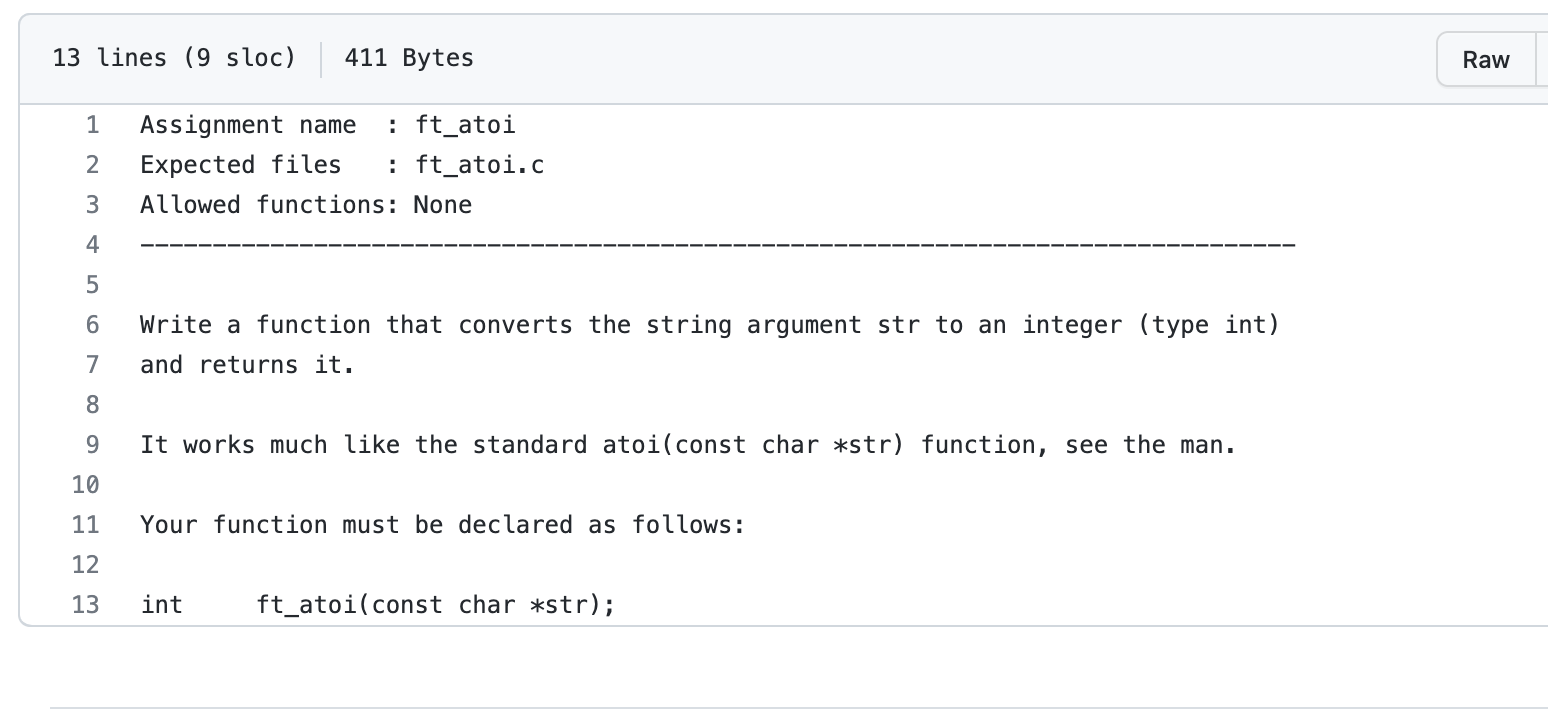 13 lines (9 sloc) 411 Bytes Raw
1 Assignment name  : ft_atoi
2 Expected files   : ft_atoi.c
3 Allowed functions: None
4 --------------------------------------------------------------------------------
5
6 Write a function that converts the string argument str to an integer (type int)
7 and returns it.
8
9 It works much like the standard atoi(const char *str) function, see the man.
10
11 Your function must be declared as follows:
12
13 int     ft_atoi(const char *str);